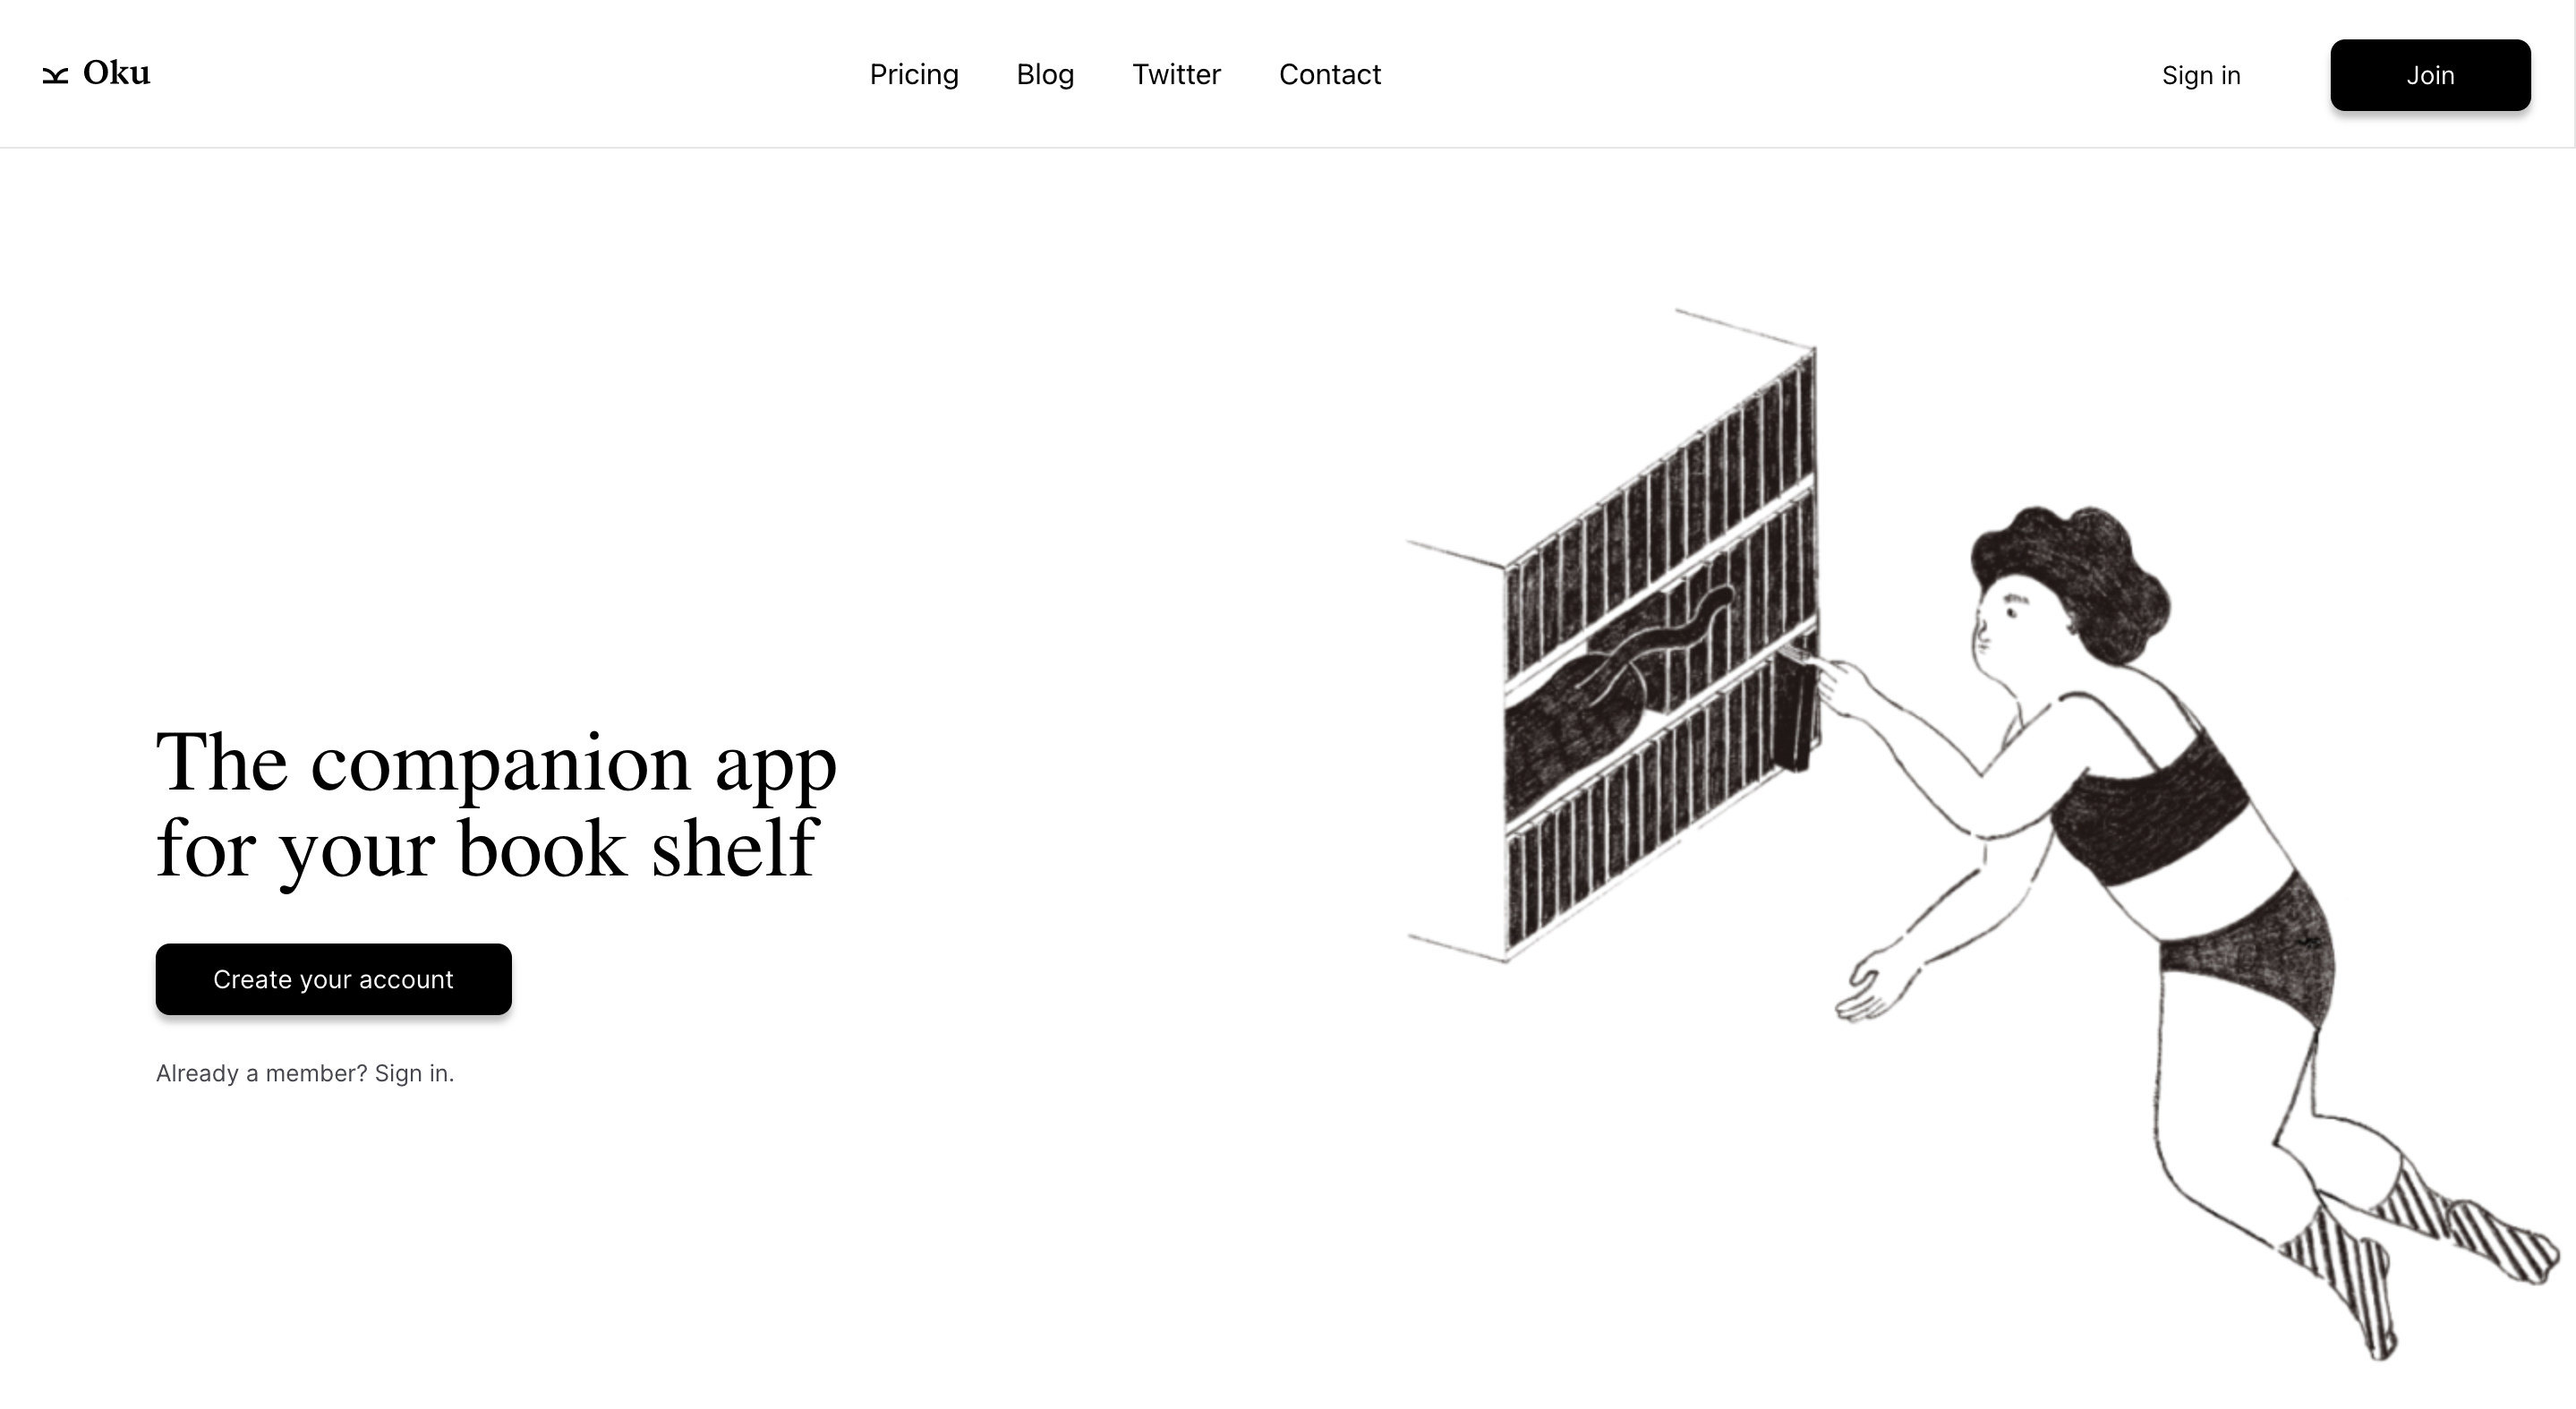 Oku
Pricing
Blog
Twitter
Contact
Sign in
Join
The companion app
for your book shelf
Create your account
Already a member? Sign in.